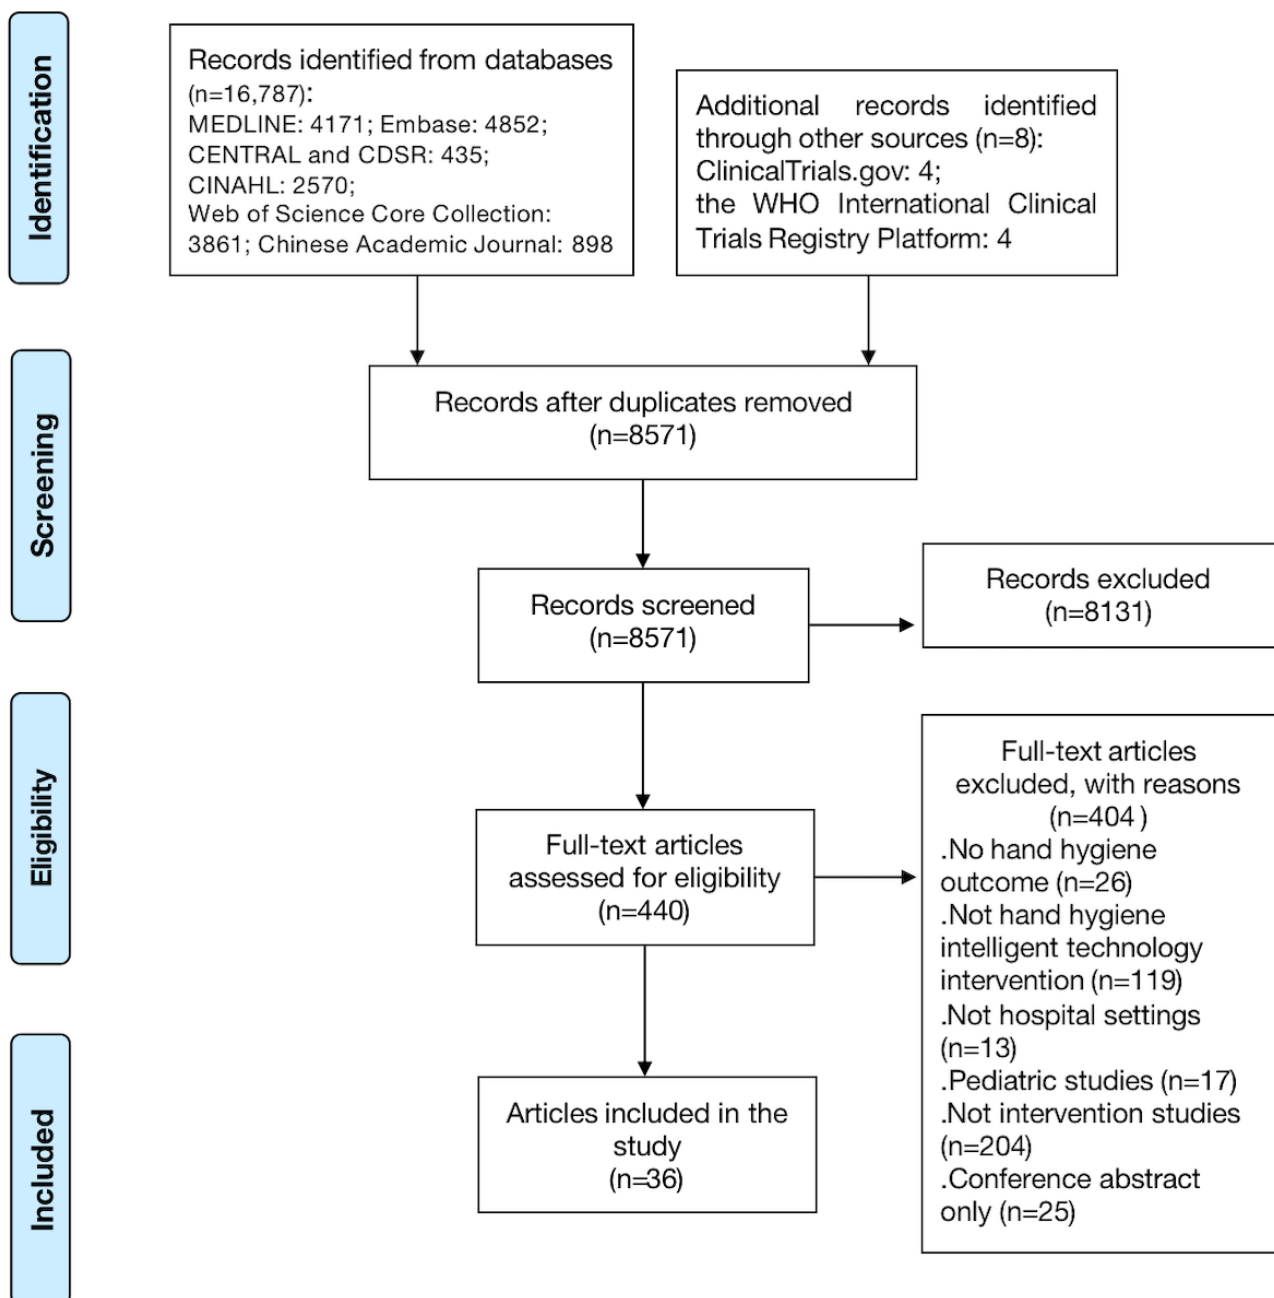 Identification
Records identified from databases
(n=16,787):
MEDLINE: 4171; Embase: 4852;
CENTRAL and CDSR: 435;
CINAHL: 2570;
Web of Science Core Collection:
3861; Chinese Academic Journal: 898
Additional records identified
through other sources (n=8):
ClinicalTrials.gov: 4;
the WHO International Clinical
Trials Registry Platform: 4
Screening
Records after duplicates removed
(n=8571)
Records screened
(n=8571)
Records excluded
(n=8131)
Eligibility
Full-text articles
assessed for eligibility
(n=440)
Full-text articles
excluded, with reasons
(n=404 )
.No hand hygiene
outcome (n=26)
.Not hand hygiene
intelligent technology
intervention (n=119)
.Not hospital settings
(n=13)
.Pediatric studies (n=17)
.Not intervention studies
(n=204)
.Conference abstract
only (n=25)
Included
Articles included in the
study
(n=36)